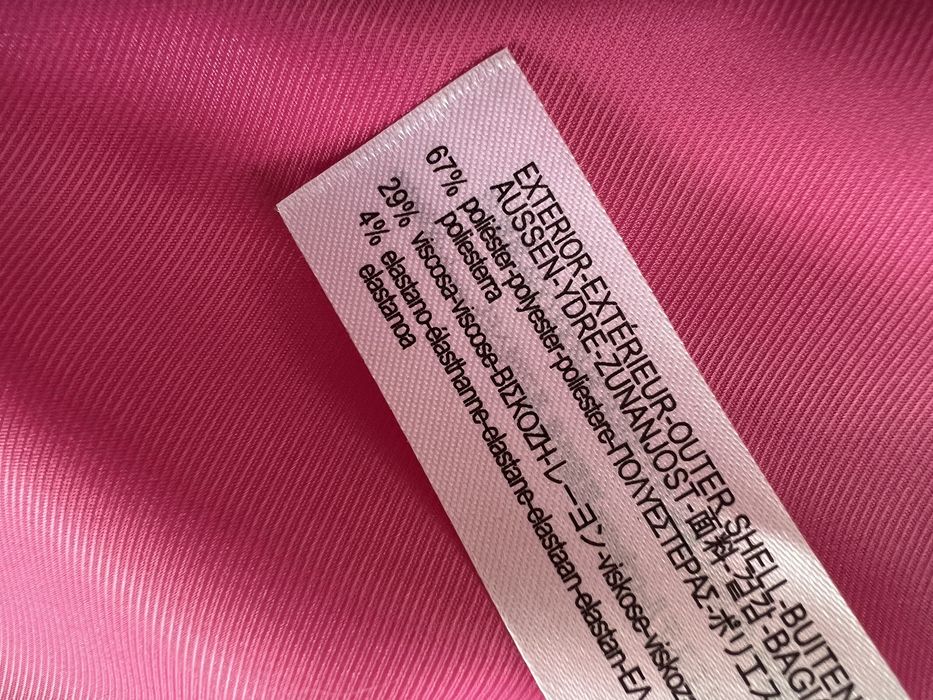 EXTERIOR-EXTÉRIEUR-OUTER SHELL-BUITEN
AUSSEN-YDRE-ZUNANJOST-面料-겉감-BAG
67% poliéster-polyester-poliestere-ΠΟΛΥΕΣΤΕΡΑΣ-ポリエス
poliesterra
29% viscosa-viscose-ΒΙΣΚΟΖΗ-レーヨン-viskose-viskoz
4% elastano-élasthanne-elastane-elastaan-elastan-ΕΛ
elastanoa